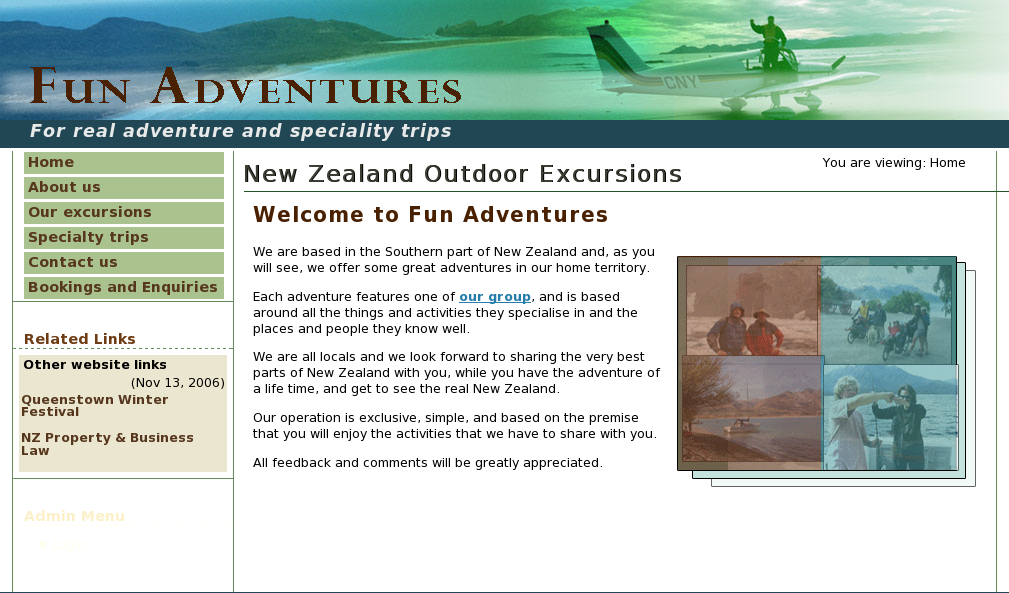 Fun Adventures
CNY
For real adventure and speciality trips
Home
About us
Our excursions
Specialty trips
Contact us
Bookings and Enquiries
Related Links
Other website links
(Nov 13, 2006)
Queenstown Winter
Festival
NZ Property & Business
Law
Admin Menu
You are viewing: Home
New Zealand Outdoor Excursions
Welcome to Fun Adventures
We are based in the Southern part of New Zealand and, as you
will see, we offer some great adventures in our home territory.
Each adventure features one of our group, and is based
around all the things and activities they specialise in and the
places and people they know well.
We are all locals and we look forward to sharing the very best
parts of New Zealand with you, while you have the adventure of
a life time, and get to see the real New Zealand.
Our operation is exclusive, simple, and based on the premise
that you will enjoy the activities that we have to share with you.
All feedback and comments will be greatly appreciated.